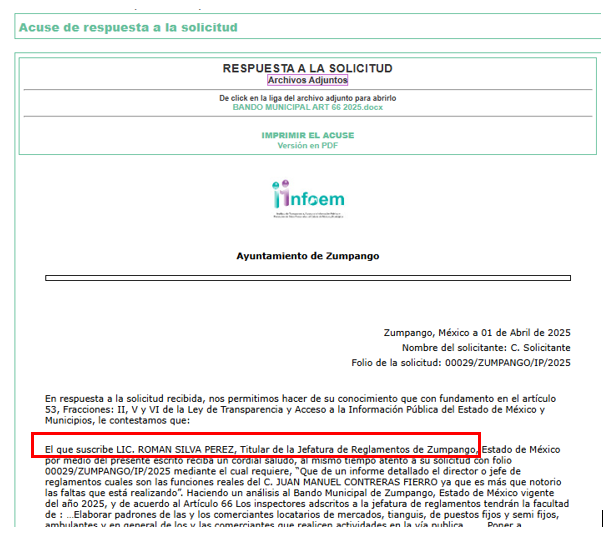 Acuse de respuesta a la solicitud
RESPUESTA A LA SOLICITUD
Archivos Adjuntos
De click en la liga del archivo adjunto para abrirlo
BANDO MUNICIPAL ART 66 2025.docx
IMPRIMIR EL ACUSE
Versión en PDF
infoem
Ayuntamiento de Zumpango
Zumpango, México a 01 de Abril de 2025
Nombre del solicitante: C. Solicitante
Folio de la solicitud: 00029/ZUMPANGO/IP/2025
En respuesta a la solicitud recibida, nos permitimos hacer de su conocimiento que con fundamento en el artículo
53, Fracciones: II, V y VI de la Ley de Transparencia y Acceso a la Información Pública del Estado de México y
Municipios, le contestamos que:
El que suscribe LIC. ROMAN SILVA PEREZ, Titular de la Jefatura de Reglamentos de Zumpango, Estado de México
por medio del presente escrito reciba un cordial saludo, al mismo tiempo atento a su solicitud con folio
00029/ZUMPANGO/IP/2025 mediante el cual requiere, "Que de un informe detallado el director o jefe de
reglamentos cuales son las funciones reales del C. JUAN MANUEL CONTRERAS FIERRO ya que es más que notorio
las faltas que está realizando". Haciendo un análisis al Bando Municipal de Zumpango, Estado de México vigente
del año 2025, y de acuerdo al Artículo 66 Los inspectores adscritos a la jefatura de reglamentos tendrán la facultad
de : ...Elaborar padrones de las y los comerciantes locatarios de mercados, tianguis, de puestos fijos y semi fijos,
ambulantes y en general de los y las comerciantes que realicen actividades en la vía publica. ... Poner a